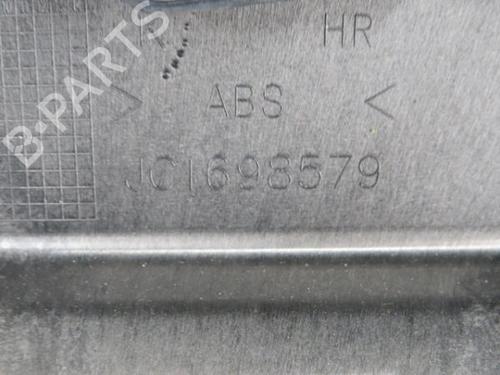 HR
> ABS <
JC1698579
B-PARTS